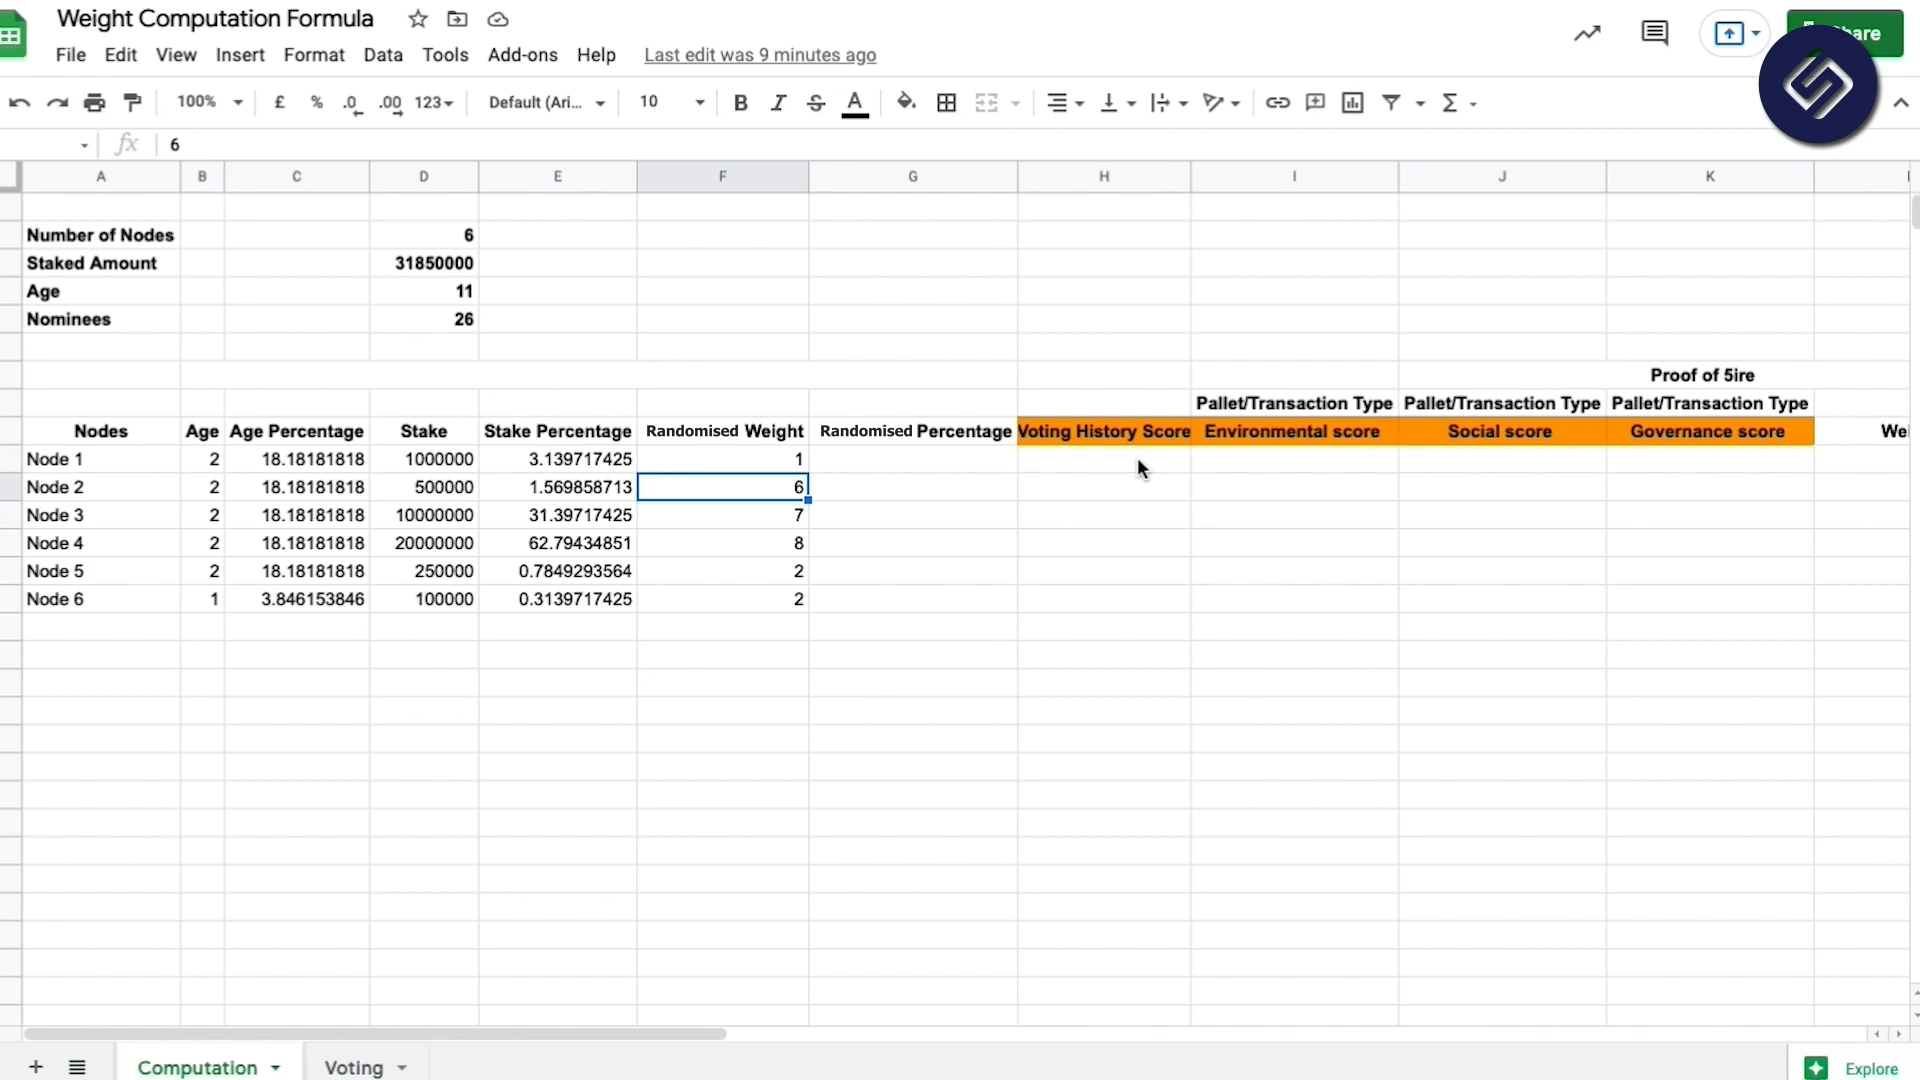 Weight Computation Formula
File Edit View Insert Format Data Tools Add-ons Help Last edit was 9 minutes ago
100% £ % .0 .00 123 Default (Ari... 10 B I S A Σ
fx 6
A B C D E F G H I J K
Number of Nodes 6
Staked Amount 31850000
Age 11
Nominees 26
Proof of 5ire
Pallet/Transaction Type Pallet/Transaction Type Pallet/Transaction Type
Nodes Age Age Percentage Stake Stake Percentage Randomised Weight Randomised Percentage Voting History Score Environmental score Social score Governance score Wei
Node 1 2 18.18181818 1000000 3.139717425 1
Node 2 2 18.18181818 500000 1.569858713 6
Node 3 2 18.18181818 10000000 31.39717425 7
Node 4 2 18.18181818 20000000 62.79434851 8
Node 5 2 18.18181818 250000 0.7849293564 2
Node 6 1 3.846153846 100000 0.3139717425 2
+ Computation Voting Explore